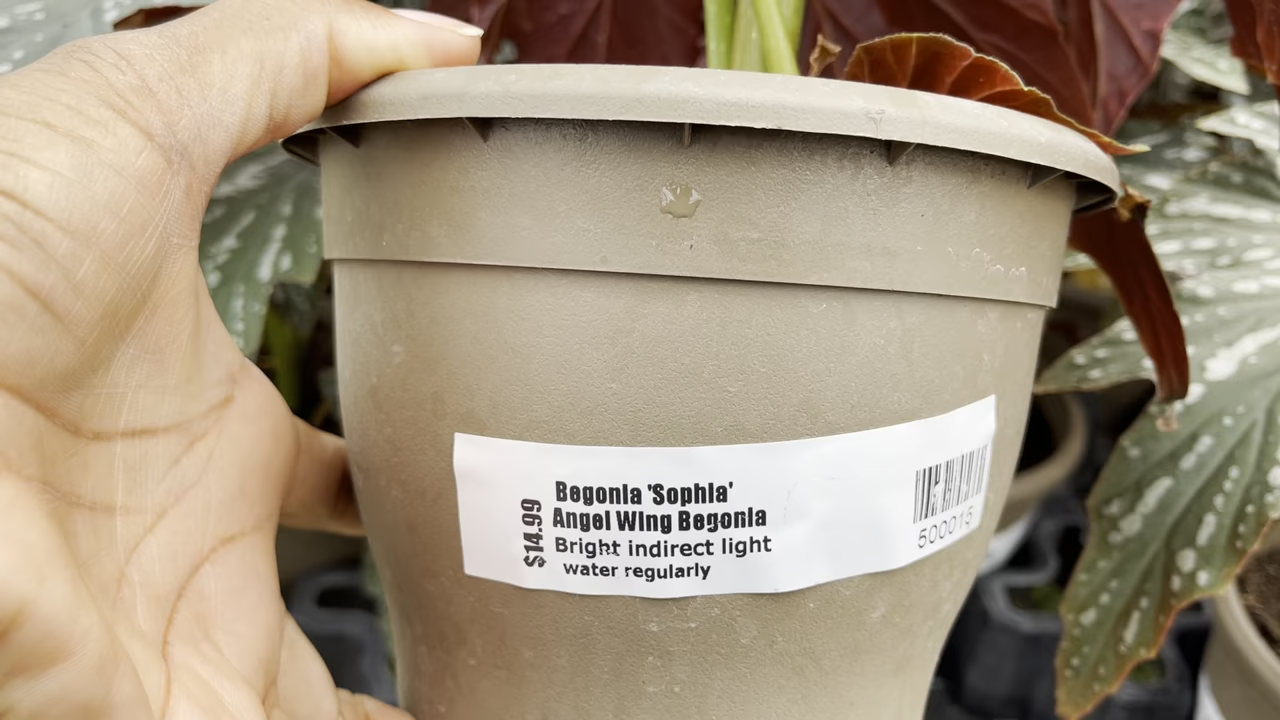 $14.99
Begonia 'Sophia'
Angel Wing Begonia
Bright indirect light
water regularly
500015